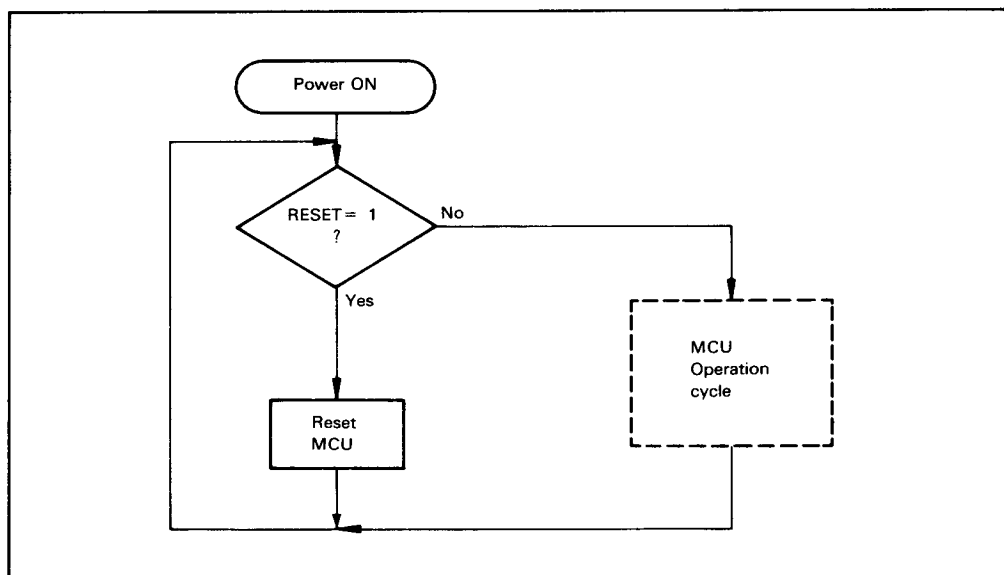 Power ON
RESET = 1
?
No
Yes
MCU
Operation
cycle
Reset
MCU